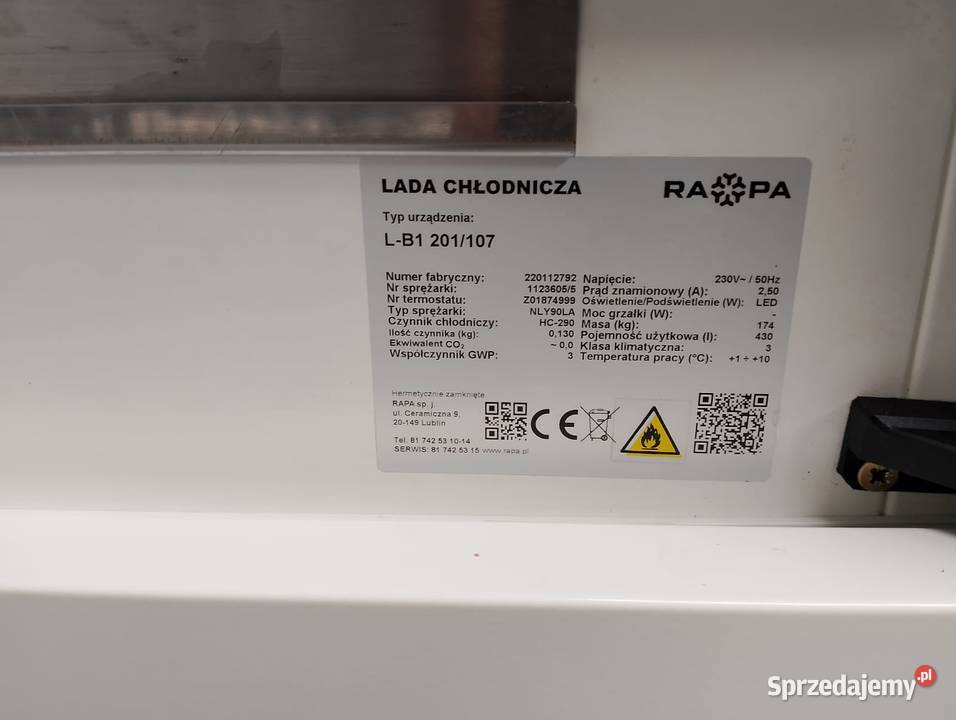 LADA CHŁODNICZA
RAPA
Typ urządzenia:
L-B1 201/107
Numer fabryczny: 220112792
Nr sprężarki: 1123605/5
Nr termostatu: Z01874999
Typ sprężarki: NLY90LA
Czynnik chłodniczy: HC-290
Ilość czynnika (kg): 0,130
Ekwiwalent CO₂ ~ 0,0
Współczynnik GWP: 3
Napięcie: 230V~ / 50Hz
Prąd znamionowy (A): 2,50
Oświetlenie/Podświetlenie (W): LED
Moc grzałki (W): -
Masa (kg): 174
Pojemność użytkowa (l): 430
Klasa klimatyczna: 3
Temperatura pracy (°C): +1 ÷ +10
Hermetycznie zamknięte
RAPA sp. j.
ul. Ceramiczna 9,
20-149 Lublin
Tel. 81 742 53 10-14
SERWIS: 81 742 53 15 www.rapa.pl
CE
Sprzedajemy.pl